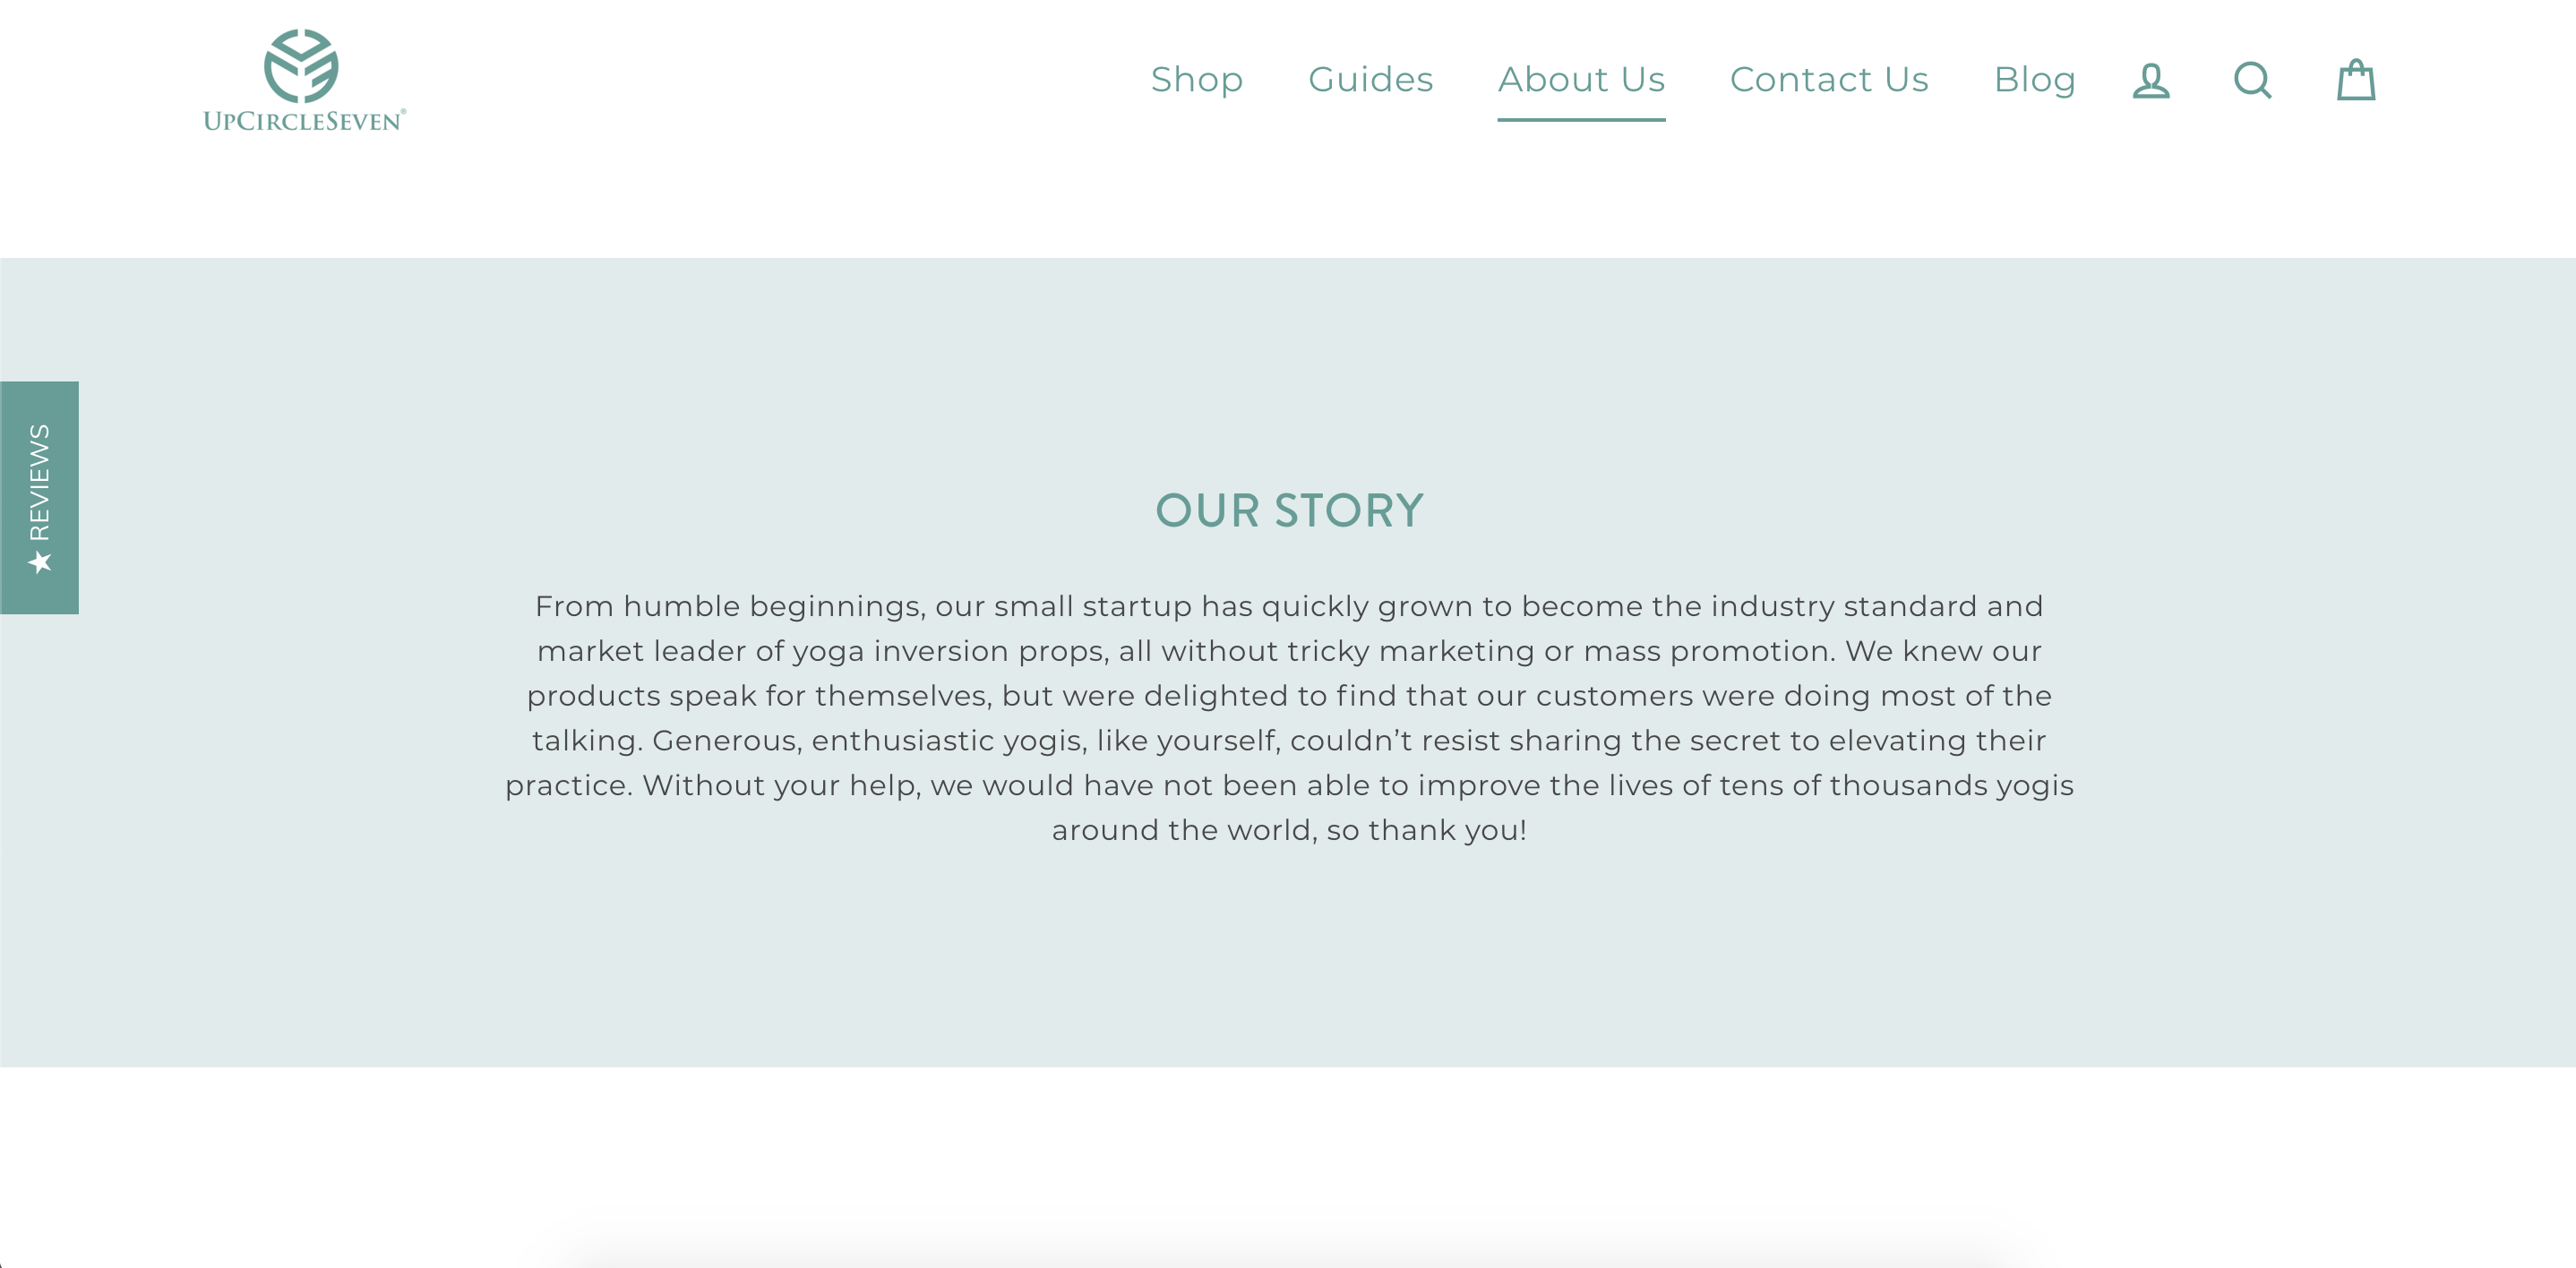 UPCIRCLESEVEN®
Shop
Guides
About Us
Contact Us
Blog
★ REVIEWS
OUR STORY
From humble beginnings, our small startup has quickly grown to become the industry standard and
market leader of yoga inversion props, all without tricky marketing or mass promotion. We knew our
products speak for themselves, but were delighted to find that our customers were doing most of the
talking. Generous, enthusiastic yogis, like yourself, couldn’t resist sharing the secret to elevating their
practice. Without your help, we would have not been able to improve the lives of tens of thousands yogis
around the world, so thank you!